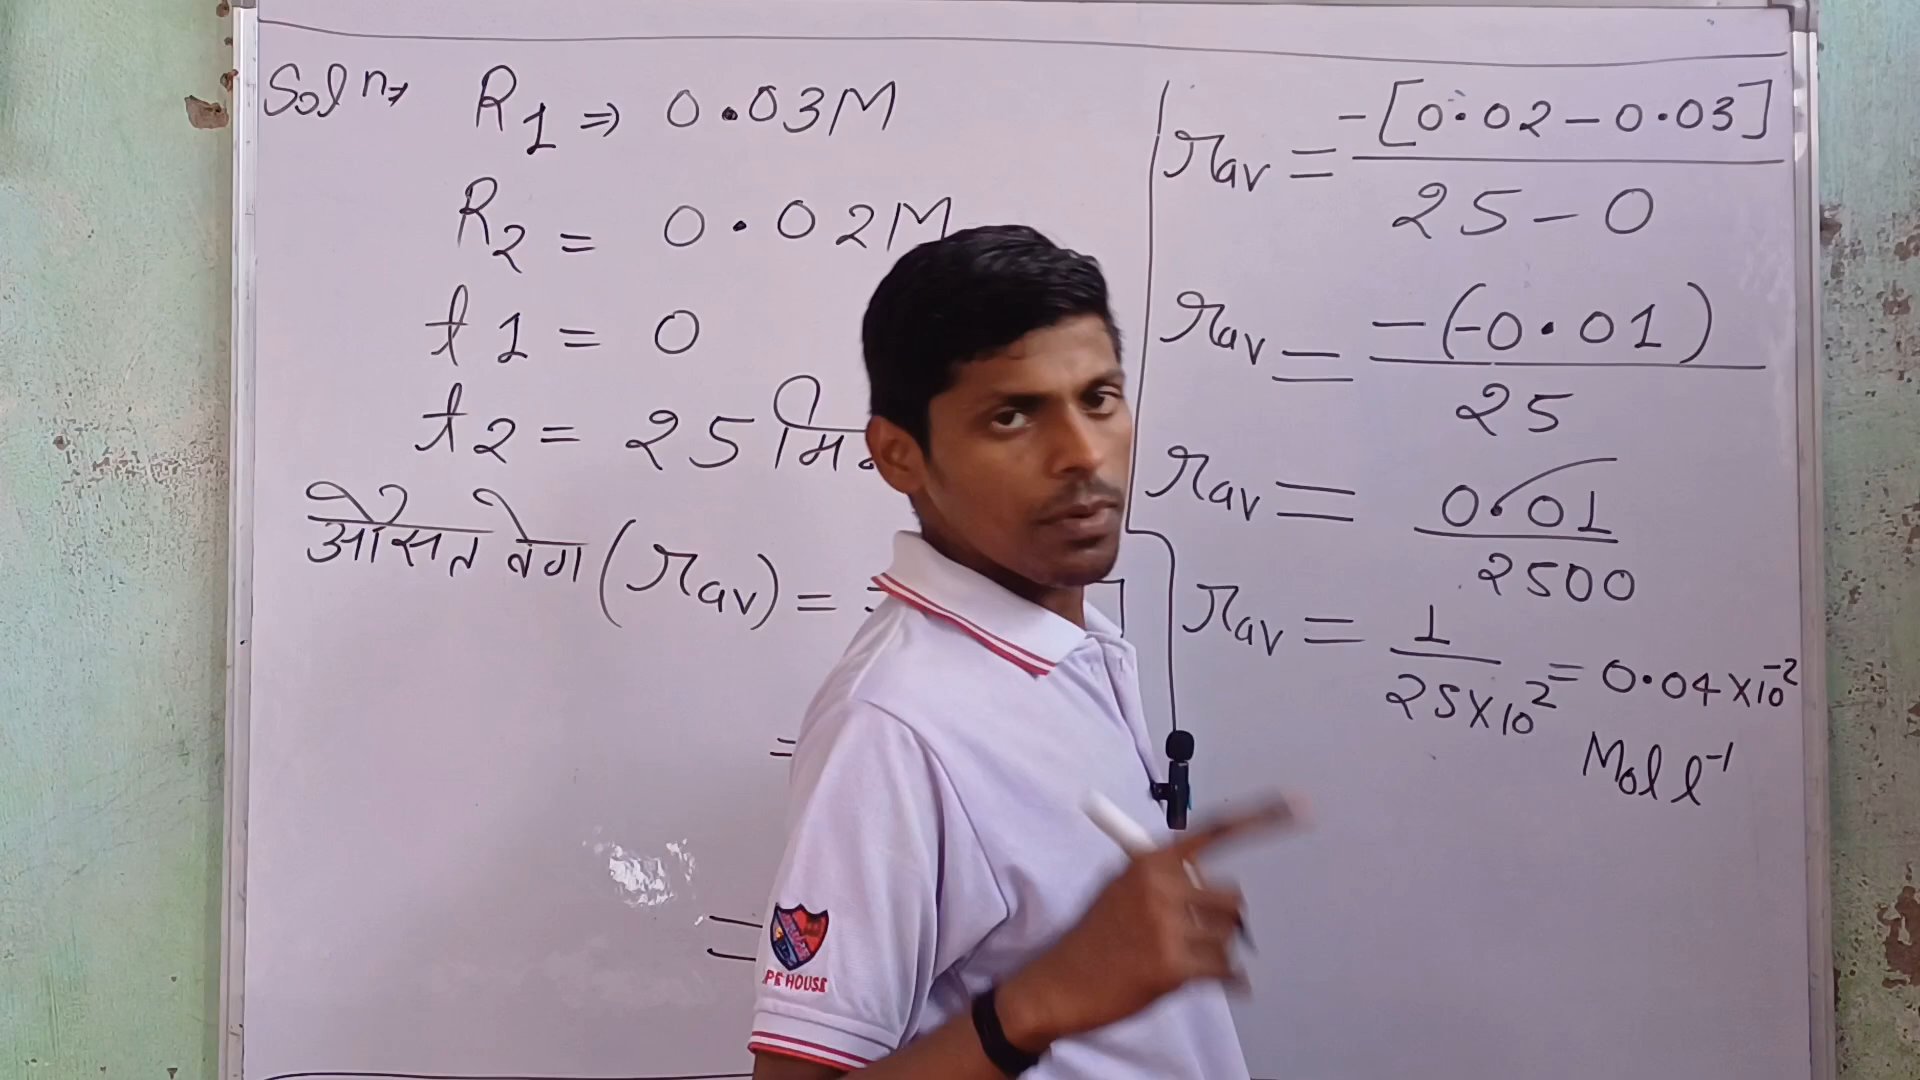 Solⁿ⇒ R₁ ⇒ 0.03M
R₂ = 0.02M
t1 = 0
t2 = 25
औसत वेग (rav) =
=
=
rav = -[0.02-0.03] / 25-0
rav = -(-0.01) / 25
rav = 0.01 / 2500
rav = 1 / 25×10² = 0.04×10⁻²
Mol l⁻¹
HOUSE